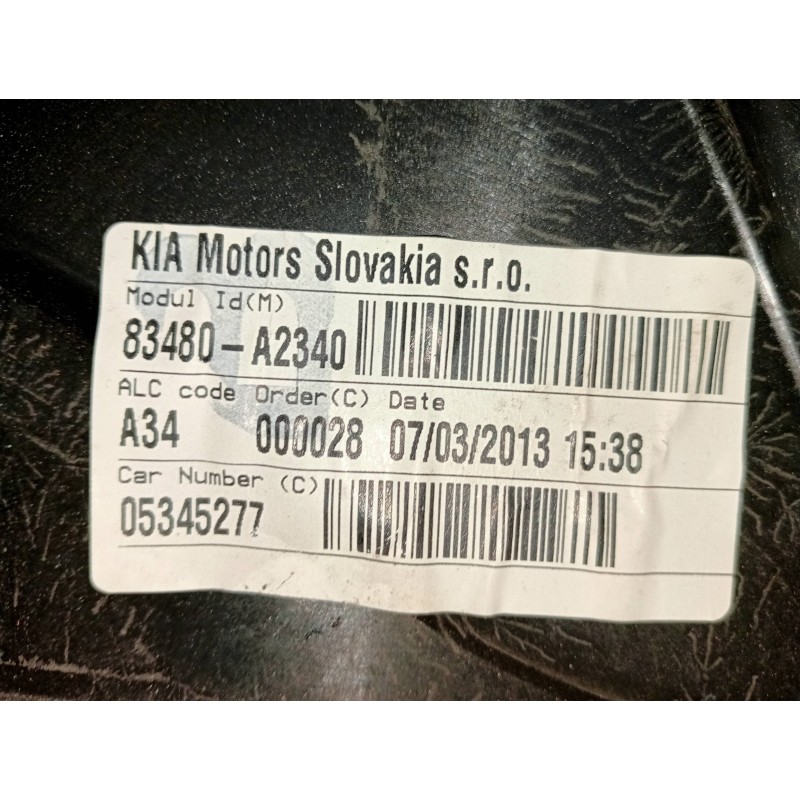 KIA Motors Slovakia s.r.o.
Modul Id(M)
83480-A2340
ALC code Order(C) Date
A34 000028 07/03/2013 15:38
Car Number (C)
05345277